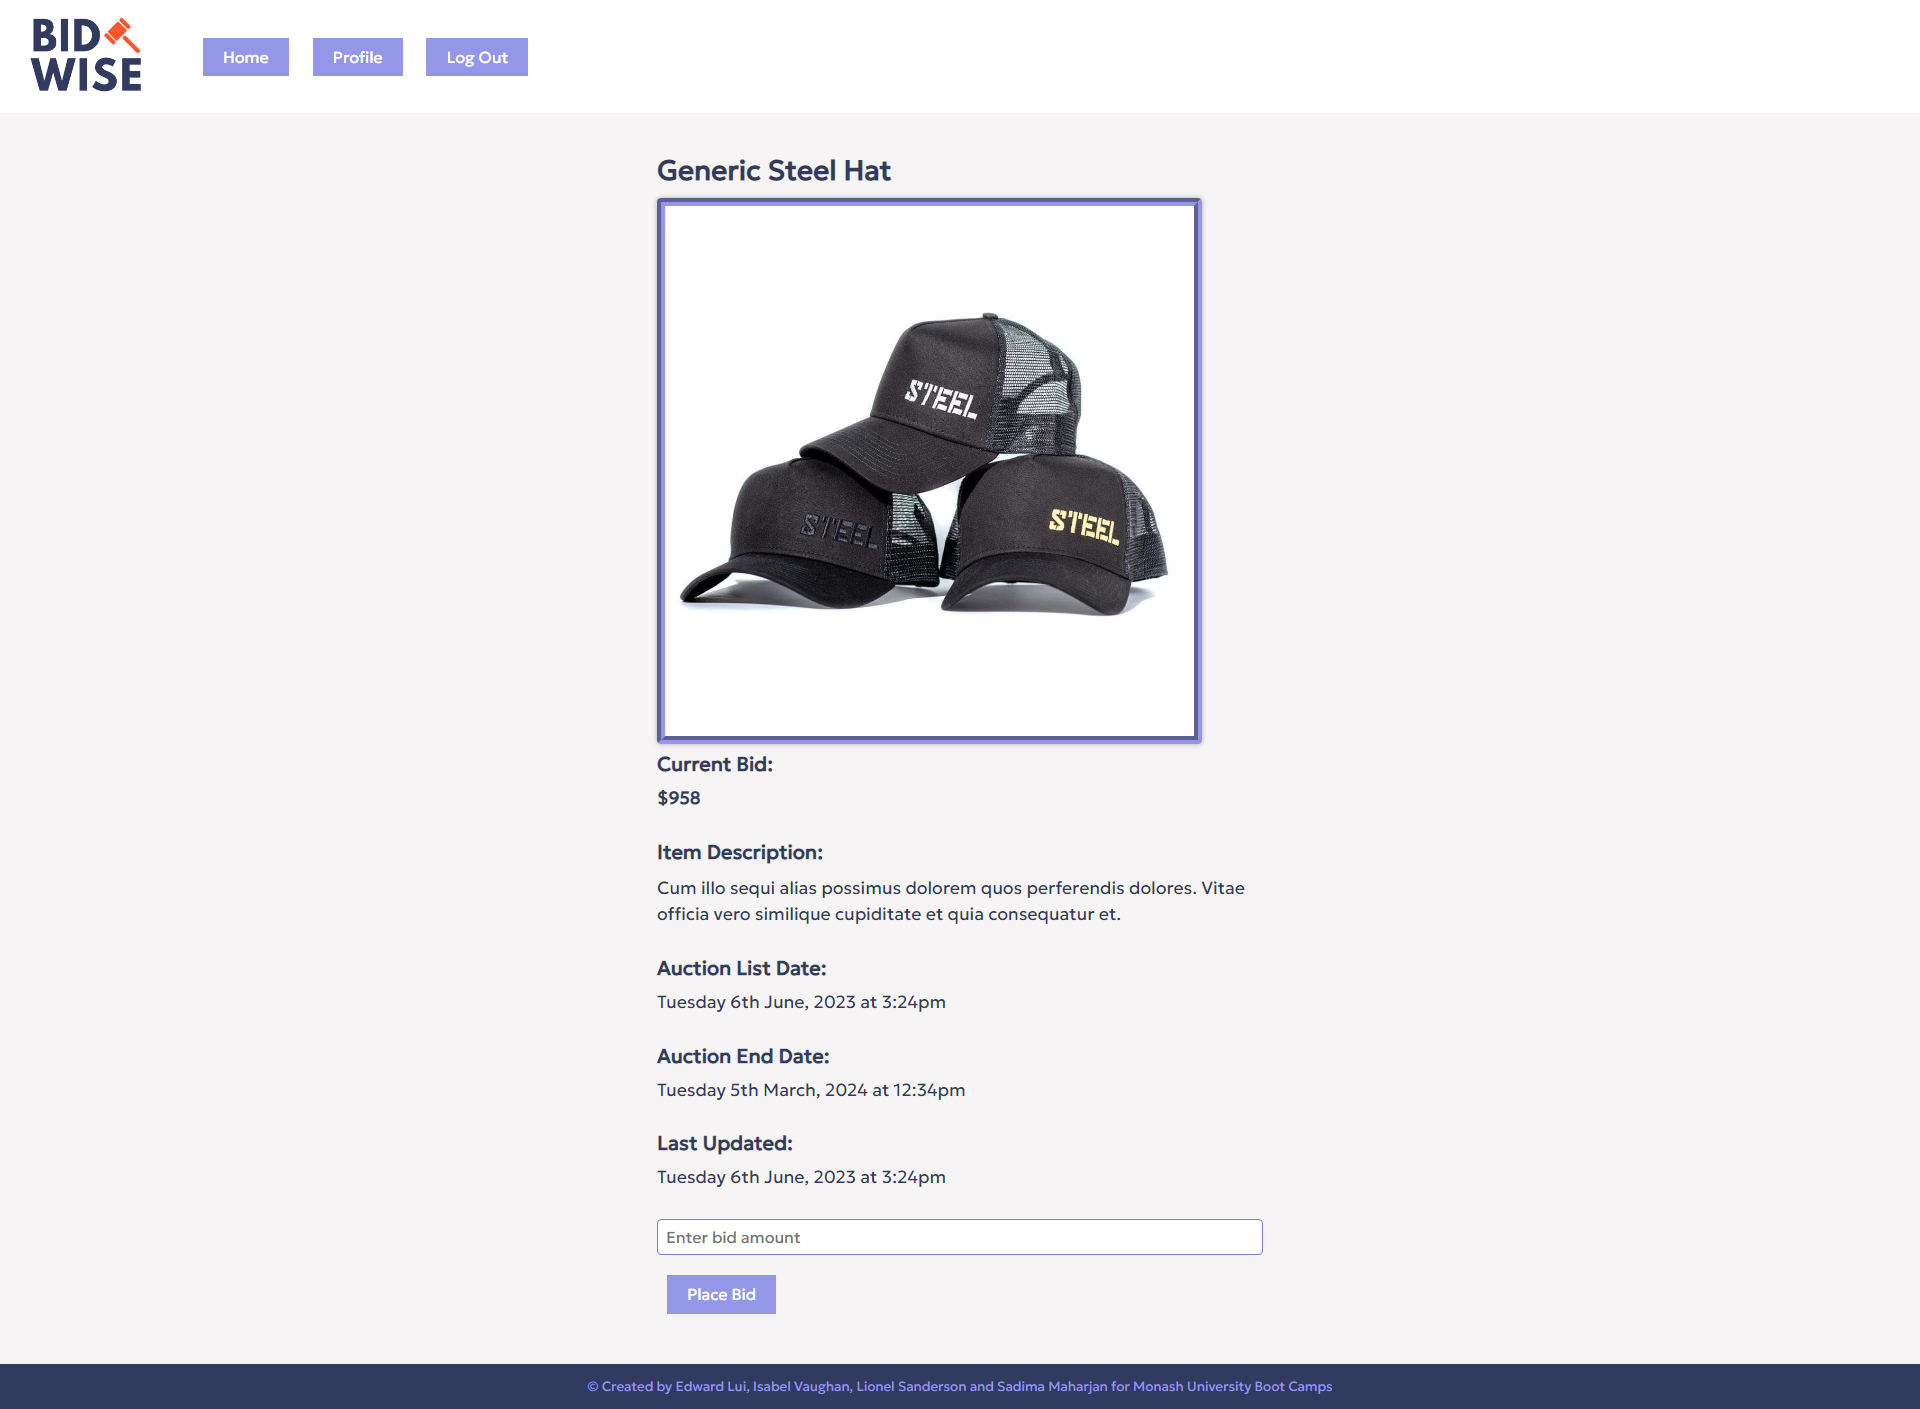 BID
WISE
Home
Profile
Log Out
Generic Steel Hat
STEEL
STEEL
STEEL
Current Bid:
$958
Item Description:
Cum illo sequi alias possimus dolorem quos perferendis dolores. Vitae
officia vero similique cupiditate et quia consequatur et.
Auction List Date:
Tuesday 6th June, 2023 at 3:24pm
Auction End Date:
Tuesday 5th March, 2024 at 12:34pm
Last Updated:
Tuesday 6th June, 2023 at 3:24pm
Enter bid amount
Place Bid
© Created by Edward Lui, Isabel Vaughan, Lionel Sanderson and Sadima Maharjan for Monash University Boot Camps